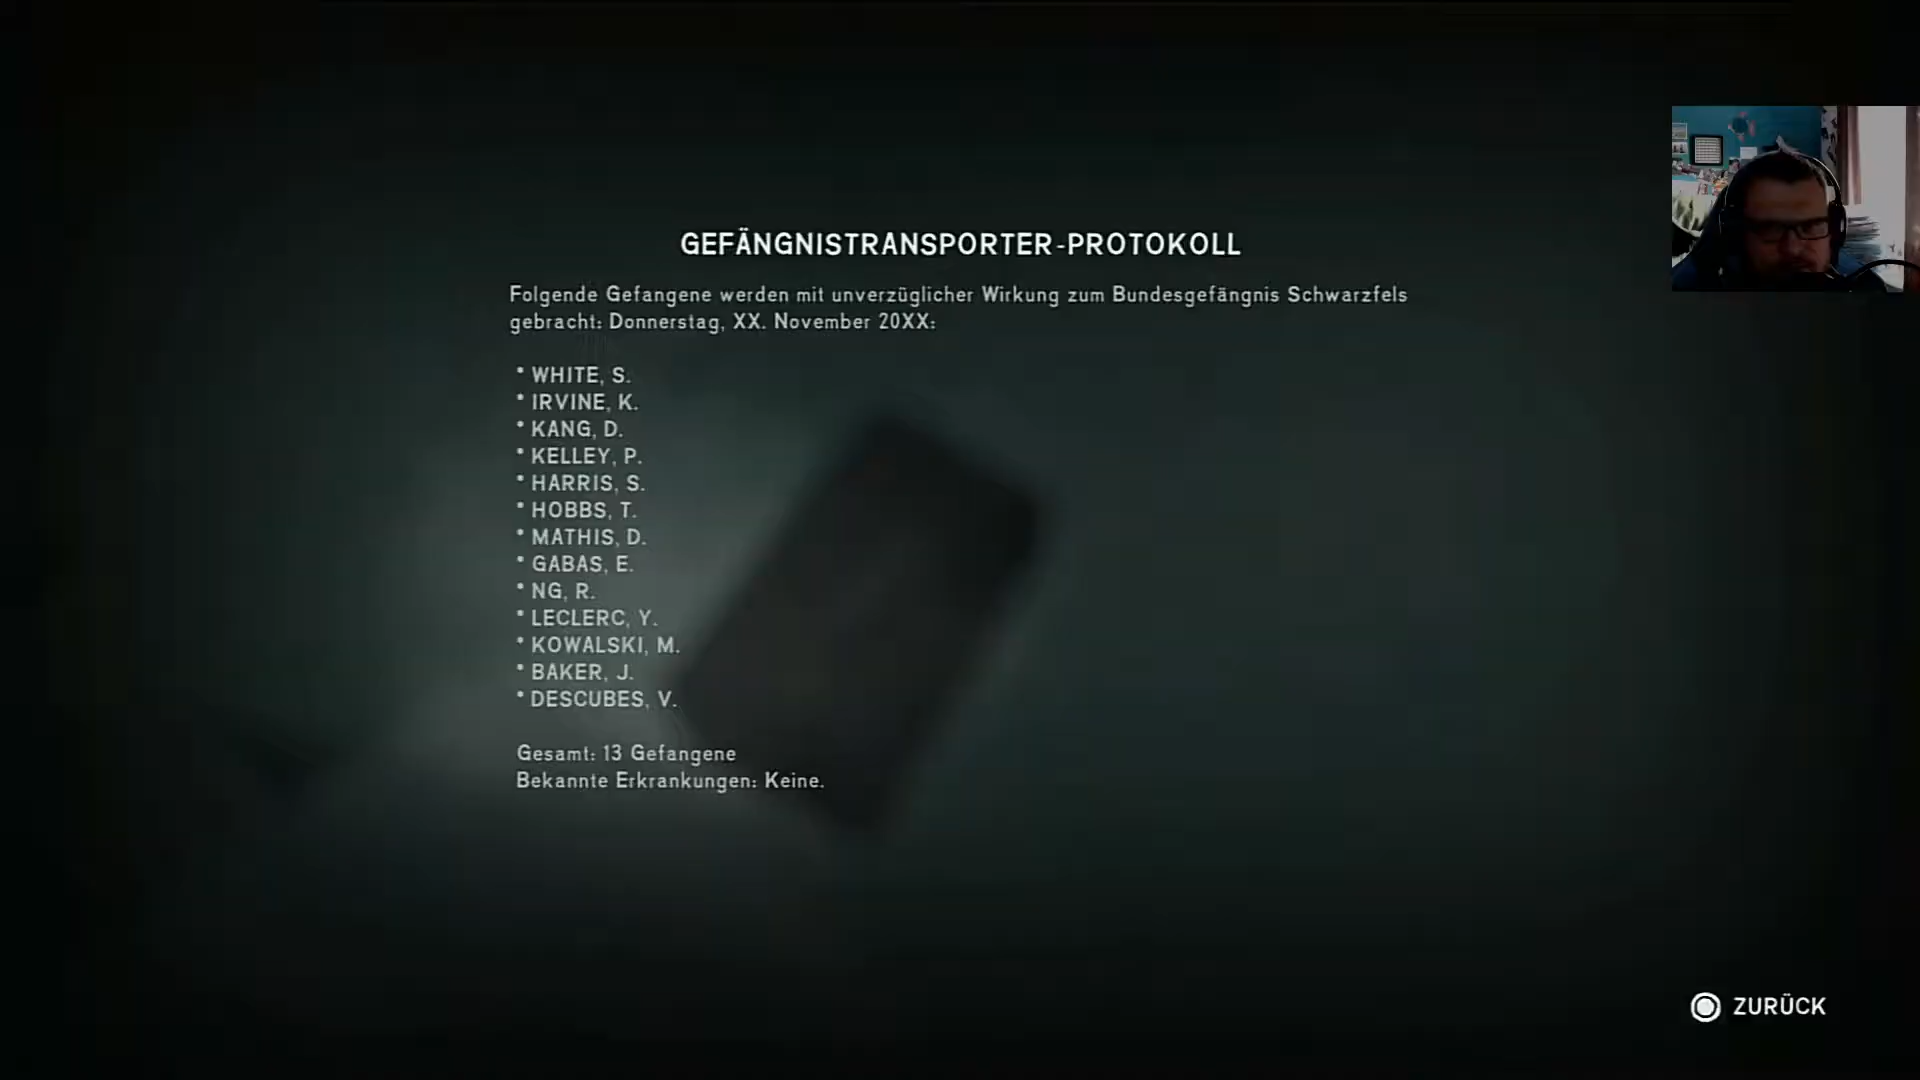 GEFÄNGNISTRANSPORTER-PROTOKOLL
Folgende Gefangene werden mit unverzüglicher Wirkung zum Bundesgefängnis Schwarzfels
gebracht: Donnerstag, XX. November 20XX:
* WHITE, S.
* IRVINE, K.
* KANG, D.
* KELLEY, P.
* HARRIS, S.
* HOBBS, T.
* MATHIS, D.
* GABAS, E.
* NG, R.
* LECLERC, Y.
* KOWALSKI, M.
* BAKER, J.
* DESCUBES, V.
Gesamt: 13 Gefangene
Bekannte Erkrankungen: Keine.
ZURÜCK